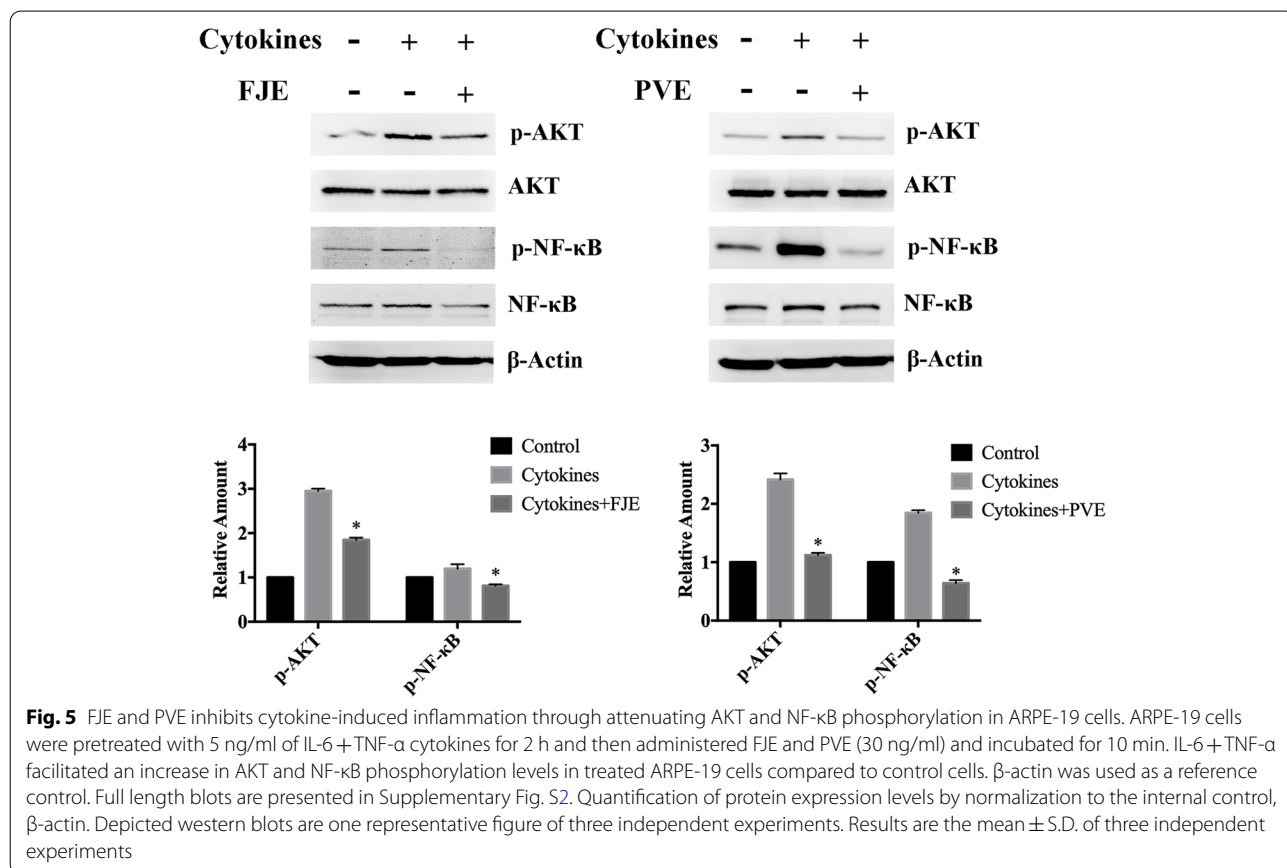 Cytokines - + + Cytokines - + +
FJE - - + PVE - - +
p-AKT p-AKT
AKT AKT
p-NF-κB p-NF-κB
NF-κB NF-κB
β-Actin β-Actin
Relative Amount
4
3
2
1
0
p-AKT
p-NF-κB
Control
Cytokines
Cytokines+FJE
*
*
Relative Amount
3
2
1
0
p-AKT
p-NF-κB
Control
Cytokines
Cytokines+PVE
*
*
Fig. 5 FJE and PVE inhibits cytokine-induced inflammation through attenuating AKT and NF-κB phosphorylation in ARPE-19 cells. ARPE-19 cells
were pretreated with 5 ng/ml of IL-6 + TNF-α cytokines for 2 h and then administered FJE and PVE (30 ng/ml) and incubated for 10 min. IL-6 + TNF-α
facilitated an increase in AKT and NF-κB phosphorylation levels in treated ARPE-19 cells compared to control cells. β-actin was used as a reference
control. Full length blots are presented in Supplementary Fig. S2. Quantification of protein expression levels by normalization to the internal control,
β-actin. Depicted western blots are one representative figure of three independent experiments. Results are the mean ± S.D. of three independent
experiments